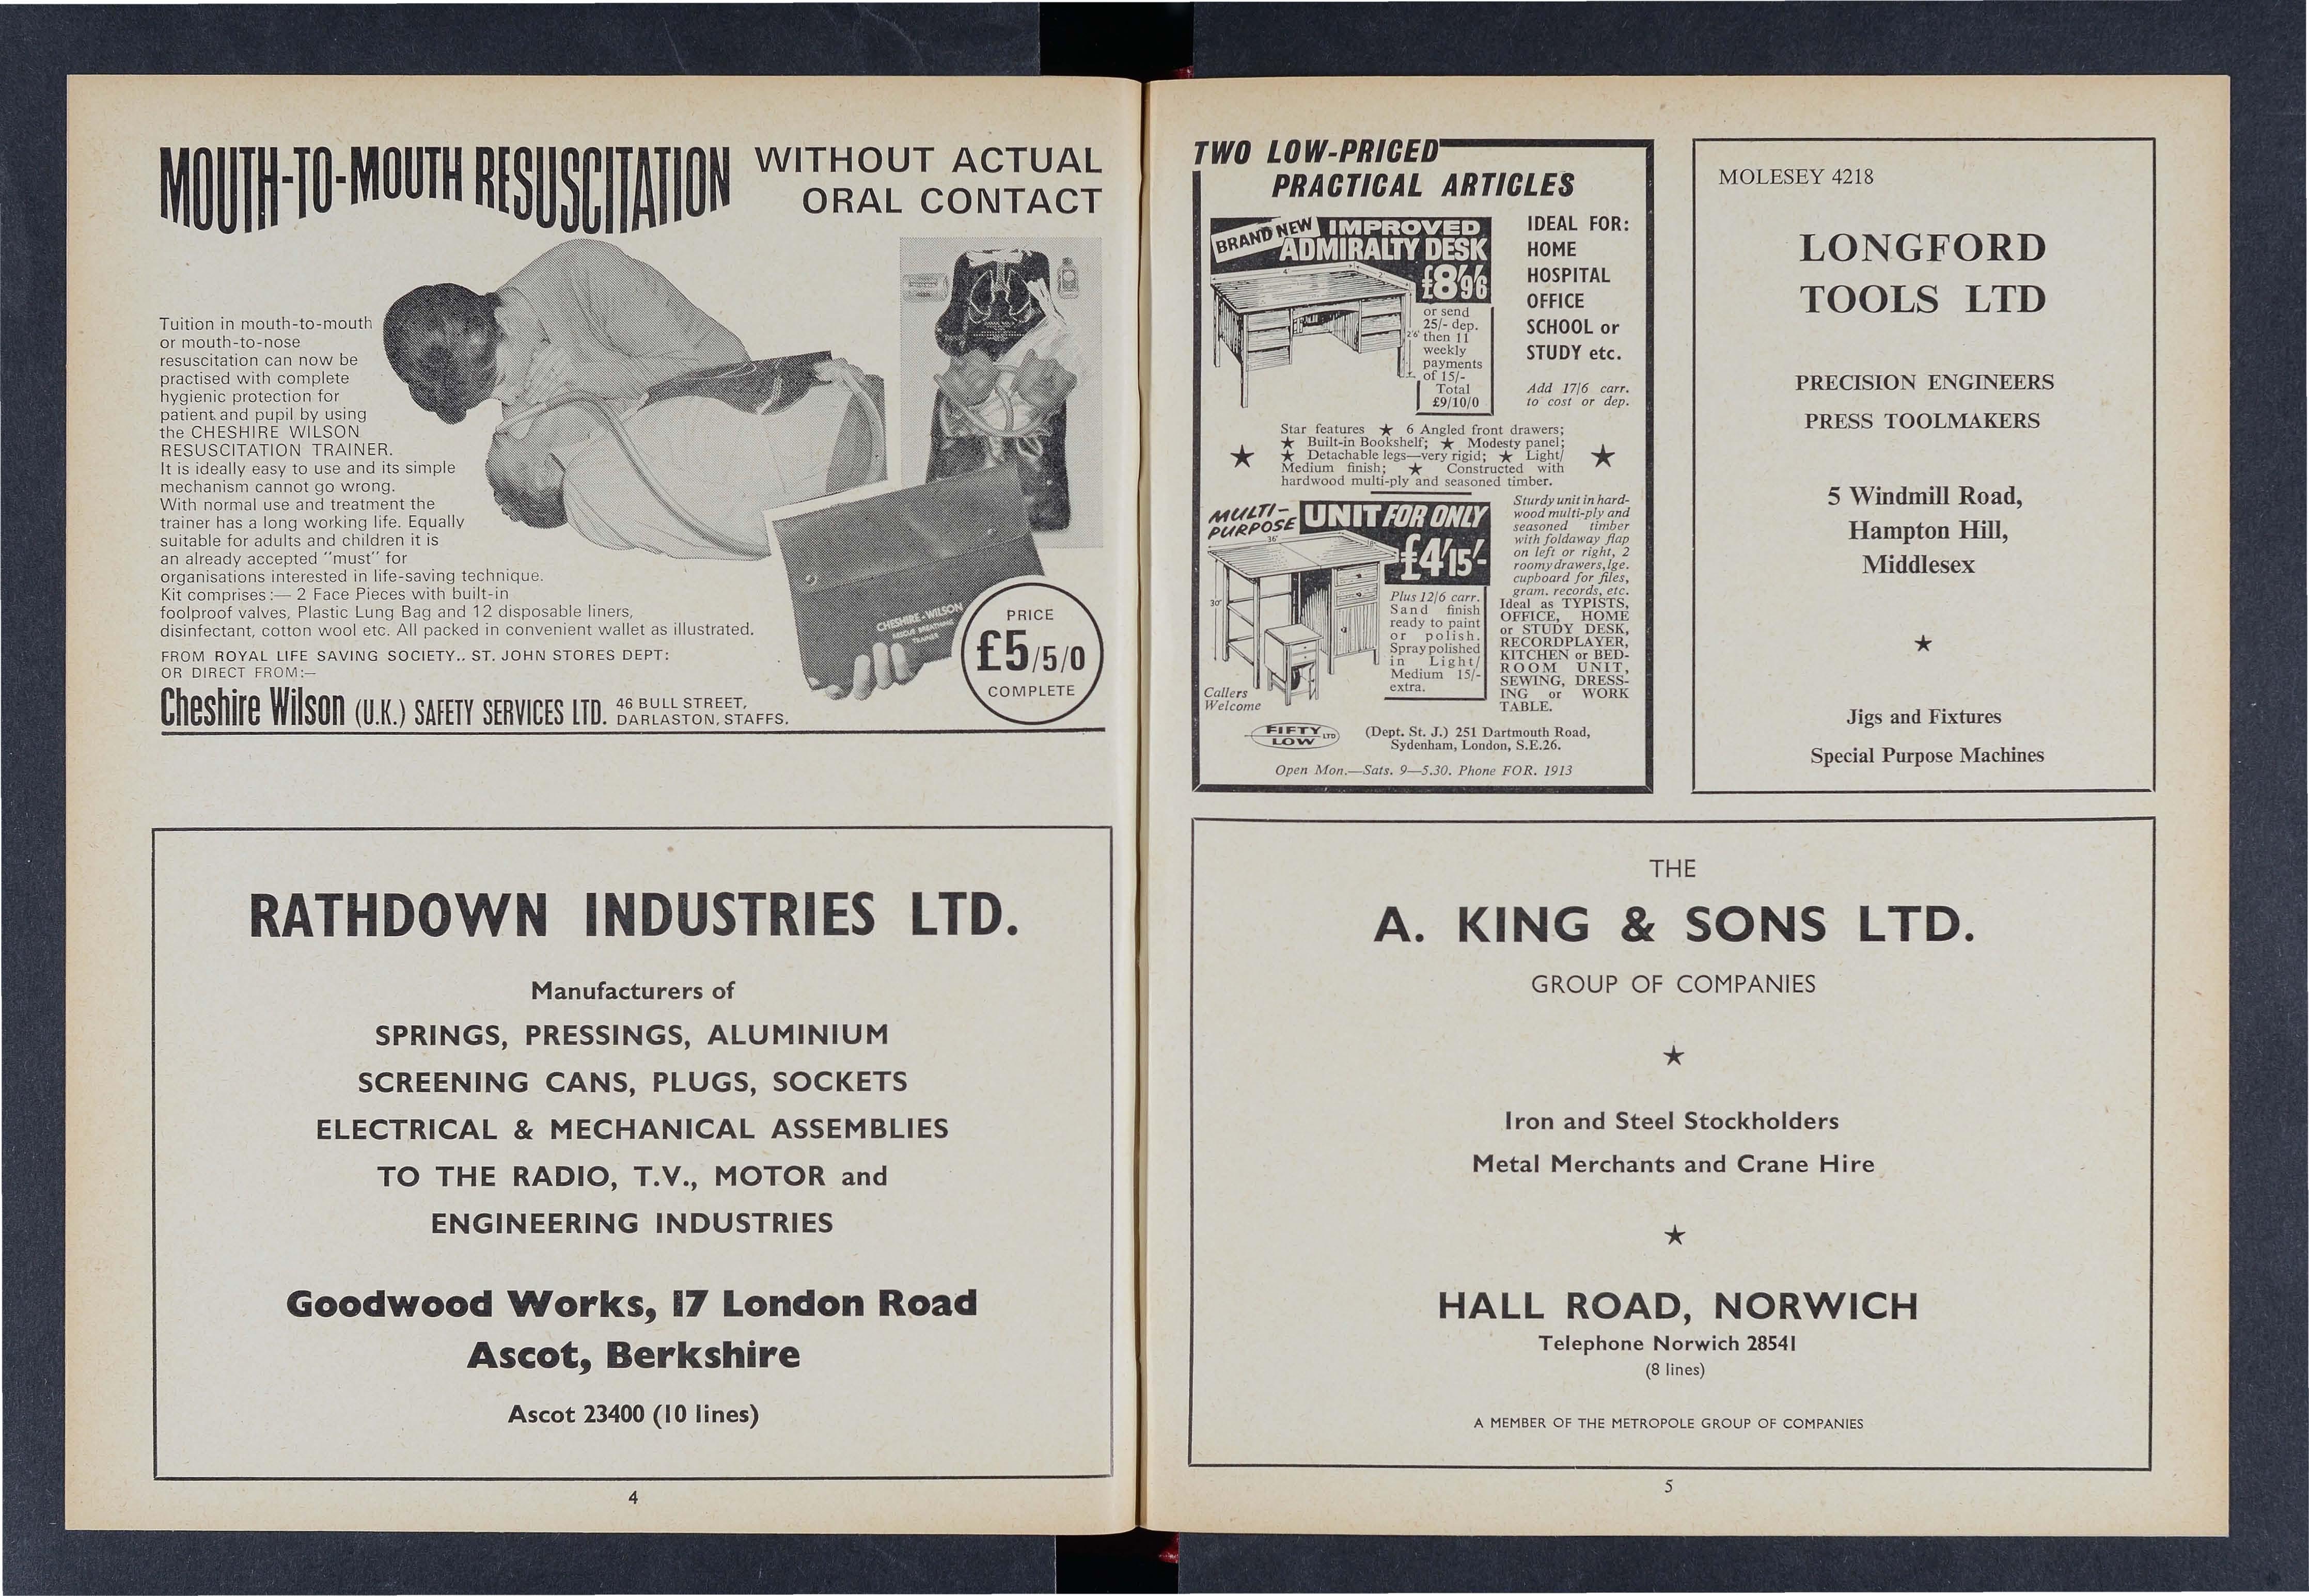 MOUTH-TO-MOUTH RESUSCITATION WITHOUT ACTUAL
ORAL CONTACT
Tuition in mouth-to-mouth
or mouth-to-nose
resuscitation can now be
practised with complete
hygienic protection for
patient and pupil by using
the CHESHIRE WILSON
RESUSCITATION TRAINER.
It is ideally easy to use and its simple
mechanism cannot go wrong.
With normal use and treatment the
trainer has a long working life. Equally
suitable for adults and children it is
an already accepted "must" for
organisations interested in life-saving technique.
Kit comprises:— 2 Face Pieces with built-in
foolproof valves, Plastic Lung Bag and 12 disposable liners,
disinfectant, cotton wool etc. All packed in convenient wallet as illustrated.
FROM ROYAL LIFE SAVING SOCIETY.. ST. JOHN STORES DEPT:
OR DIRECT FROM:—
Cheshire Wilson (U.K.) SAFETY SERVICES LTD. 46 BULL STREET,
DARLASTON, STAFFS.
CHESHIRE-WILSON
RESCUE BREATHING
TRAINER
PRICE
£5/5/0
COMPLETE
RATHDOWN INDUSTRIES LTD.
Manufacturers of
SPRINGS, PRESSINGS, ALUMINIUM
SCREENING CANS, PLUGS, SOCKETS
ELECTRICAL & MECHANICAL ASSEMBLIES
TO THE RADIO, T.V., MOTOR and
ENGINEERING INDUSTRIES
Goodwood Works, 17 London Road
Ascot, Berkshire
Ascot 23400 (10 lines)
4
TWO LOW-PRICED
PRACTICAL ARTICLES
BRAND NEW IMPROVED
ADMIRALTY DESK
£8'9'6
or send
25/- dep.
then 11
weekly
payments
of 15/-
Total
£9/10/0
4'
2'
2'6"
IDEAL FOR:
HOME
HOSPITAL
OFFICE
SCHOOL or
STUDY etc.
Add 17/6 carr.
to cost or dep.
Star features ★ 6 Angled front drawers;
★ Built-in Bookshelf; ★ Modesty panel;
★ Detachable legs—very rigid; ★ Light/
Medium finish; ★ Constructed with
hardwood multi-ply and seasoned timber.
MULTI-
PURPOSE UNIT FOR ONLY
£4'15'-
36"
18"
30"
Plus 12/6 carr.
Sand finish
ready to paint
or polish.
Spray polished
in Light/
Medium 15/-
extra.
Callers
Welcome
Sturdy unit in hard-
wood multi-ply and
seasoned timber
with foldaway flap
on left or right, 2
roomy drawers, lge.
cupboard for files,
gram. records, etc.
Ideal as TYPISTS,
OFFICE, HOME
or STUDY DESK,
RECORDPLAYER,
KITCHEN or BED-
ROOM UNIT,
SEWING, DRESS-
ING or WORK
TABLE.
FIFTY
LOW LTD
(Dept. St. J.) 251 Dartmouth Road,
Sydenham, London, S.E.26.
Open Mon.—Sats. 9—5.30. Phone FOR. 1913
MOLESEY 4218
LONGFORD
TOOLS LTD
PRECISION ENGINEERS
PRESS TOOLMAKERS
5 Windmill Road,
Hampton Hill,
Middlesex
★
Jigs and Fixtures
Special Purpose Machines
THE
A. KING & SONS LTD.
GROUP OF COMPANIES
★
Iron and Steel Stockholders
Metal Merchants and Crane Hire
★
HALL ROAD, NORWICH
Telephone Norwich 28541
(8 lines)
A MEMBER OF THE METROPOLE GROUP OF COMPANIES
5